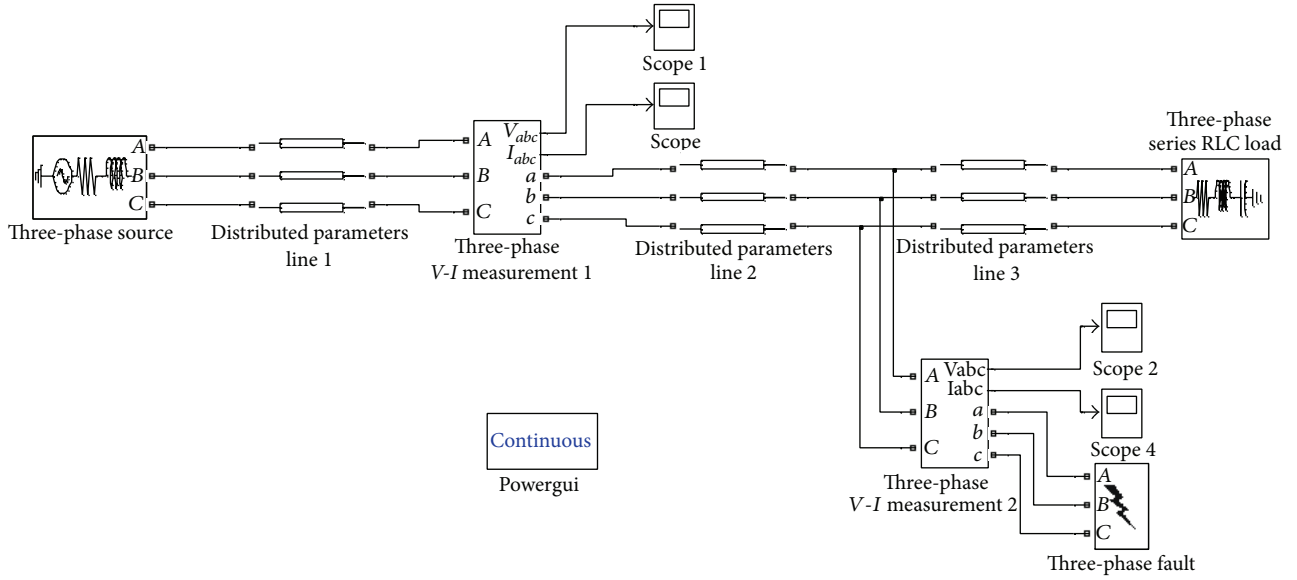 Scope 1
Scope
Three-phase
series RLC load
A
B
C
Three-phase source
Distributed parameters
line 1
A
B
C
Vabc
Iabc
a
b
c
Three-phase
V-I measurement 1
Distributed parameters
line 2
Distributed parameters
line 3
A
B
C
Scope 2
Scope 4
A
B
C
Vabc
Iabc
a
b
c
Three-phase
V-I measurement 2
Continuous
Powergui
A
B
C
Three-phase fault